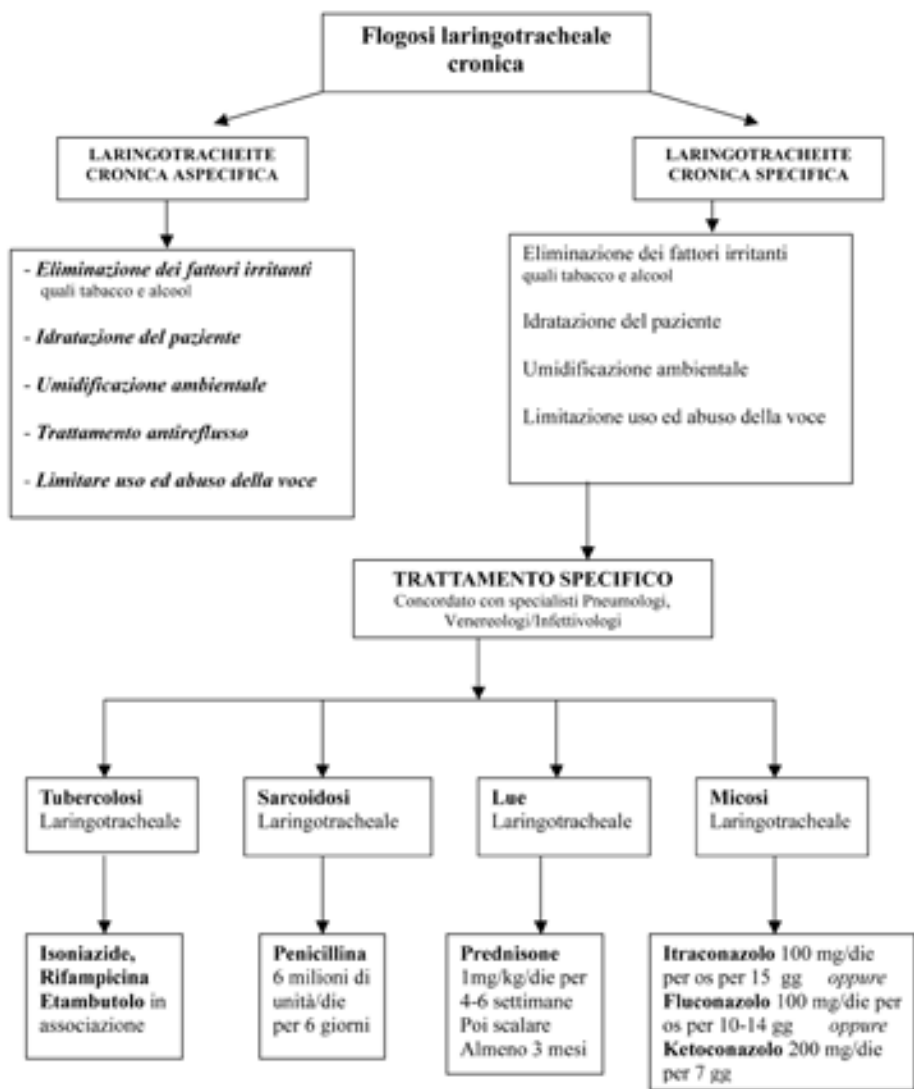 Flogosi laringotracheale
cronica
LARINGOTRACHEITE
CRONICA ASPECIFICA
LARINGOTRACHEITE
CRONICA SPECIFICA
- Eliminazione dei fattori irritanti
quali tabacco e alcool
- Idratazione del paziente
- Umidificazione ambientale
- Trattamento antireflusso
- Limitare uso ed abuso della voce
Eliminazione dei fattori irritanti
quali tabacco e alcool
Idratazione del paziente
Umidificazione ambientale
Limitazione uso ed abuso della voce
TRATTAMENTO SPECIFICO
Concordato con specialisti Pneumologi,
Venereologi/Infettivologi
Tubercolosi
Laringotracheale
Sarcoidosi
Laringotracheale
Lue
Laringotracheale
Micosi
Laringotracheale
Isoniazide,
Rifampicina
Etambutolo in
associazione
Penicillina
6 milioni di
unità/die
per 6 giorni
Prednisone
1mg/kg/die per
4-6 settimane
Poi scalare
Almeno 3 mesi
Itraconazolo 100 mg/die
per os per 15 gg oppure
Fluconazolo 100 mg/die per
os per 10-14 gg oppure
Ketoconazolo 200 mg/die
per 7 gg